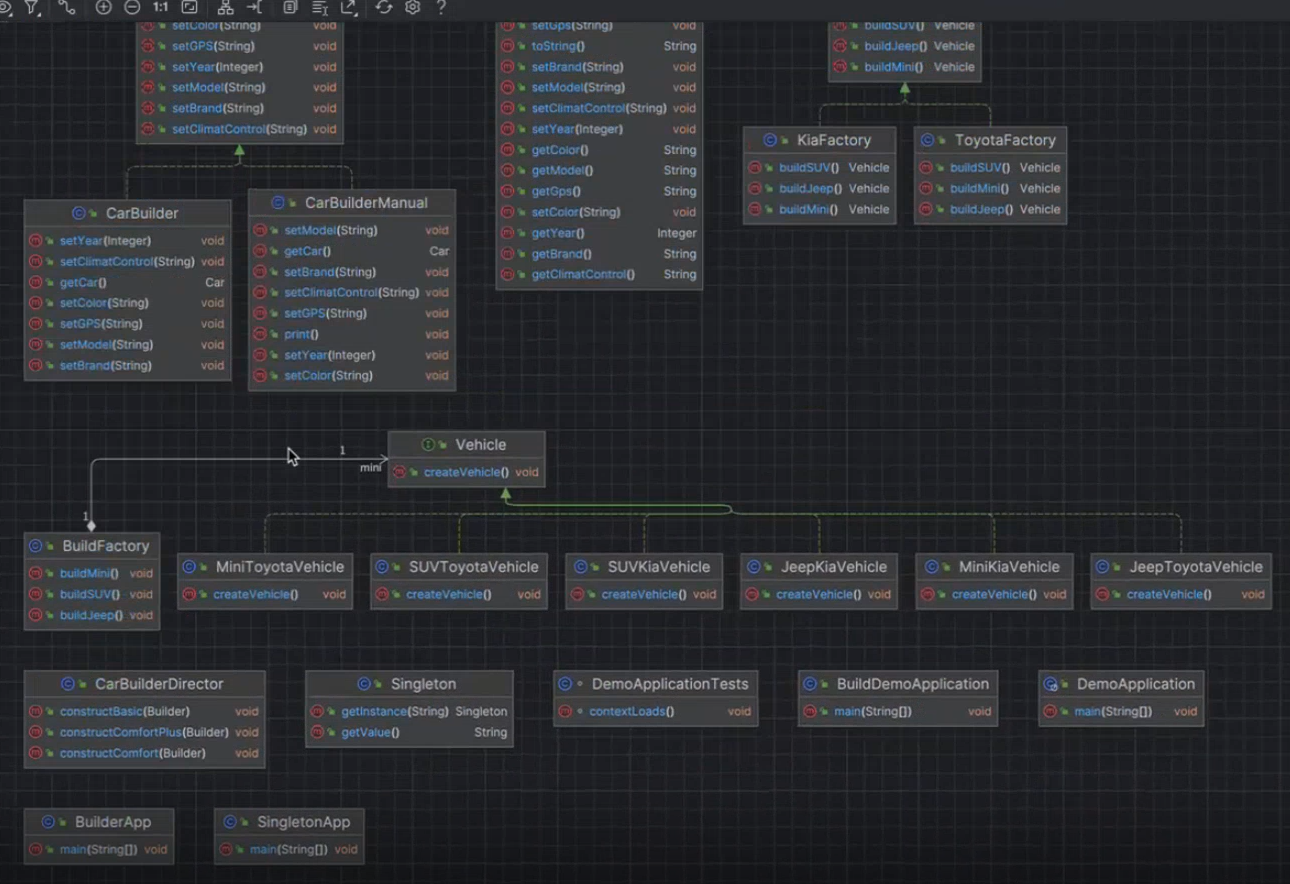 1:1
?
setColor(String) void
setGPS(String) void
setYear(Integer) void
setModel(String) void
setBrand(String) void
setClimatControl(String) void
setGps(String) void
toString() String
setBrand(String) void
setModel(String) void
setClimatControl(String) void
setYear(Integer) void
getColor() String
getModel() String
getGps() String
setColor(String) void
getYear() Integer
getBrand() String
getClimatControl() String
buildSUV() Vehicle
buildJeep() Vehicle
buildMini() Vehicle
KiaFactory
buildSUV() Vehicle
buildJeep() Vehicle
buildMini() Vehicle
ToyotaFactory
buildSUV() Vehicle
buildMini() Vehicle
buildJeep() Vehicle
CarBuilder
setYear(Integer) void
setClimatControl(String) void
getCar() Car
setColor(String) void
setGPS(String) void
setModel(String) void
setBrand(String) void
CarBuilderManual
setModel(String) void
getCar() Car
setBrand(String) void
setClimatControl(String) void
setGPS(String) void
print() void
setYear(Integer) void
setColor(String) void
Vehicle
createVehicle() void
1
mini
1
BuildFactory
buildMini() void
buildSUV() void
buildJeep() void
MiniToyotaVehicle
createVehicle() void
SUVToyotaVehicle
createVehicle() void
SUVKiaVehicle
createVehicle() void
JeepKiaVehicle
createVehicle() void
MiniKiaVehicle
createVehicle() void
JeepToyotaVehicle
createVehicle() void
CarBuilderDirector
constructBasic(Builder) void
constructComfortPlus(Builder) void
constructComfort(Builder) void
Singleton
getInstance(String) Singleton
getValue() String
DemoApplicationTests
contextLoads() void
BuildDemoApplication
main(String[]) void
DemoApplication
main(String[]) void
BuilderApp
main(String[]) void
SingletonApp
main(String[]) void